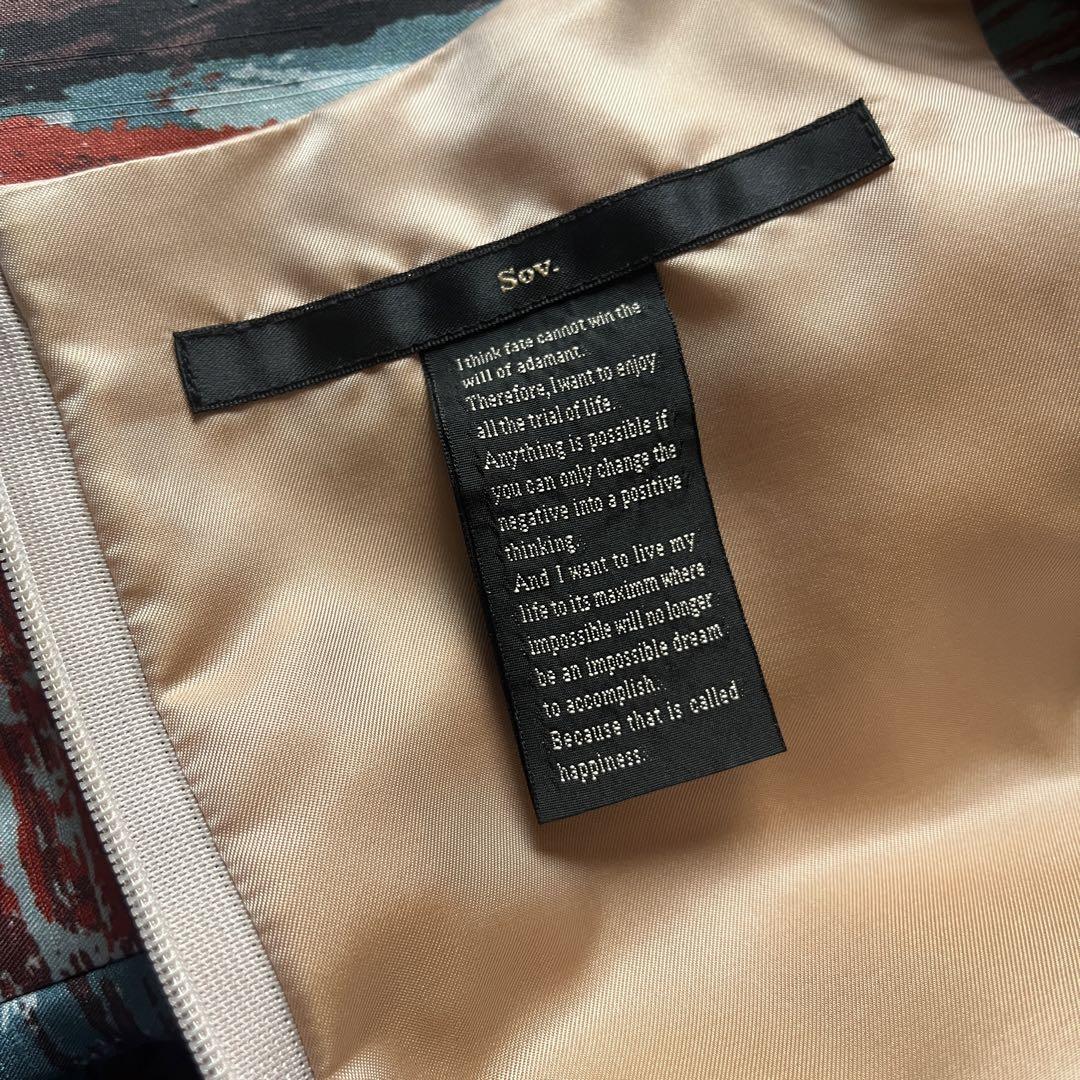 Sov.
I think fate cannot win the
will of adamant.
Therefore, I want to enjoy
all the trial of life.
Anything is possible if
you can only change the
negative into a positive
thinking.
And I want to live my
life to its maximm where
impossible will no longer
be an impossible dream
to accomplish.
Because that is called
happiness.